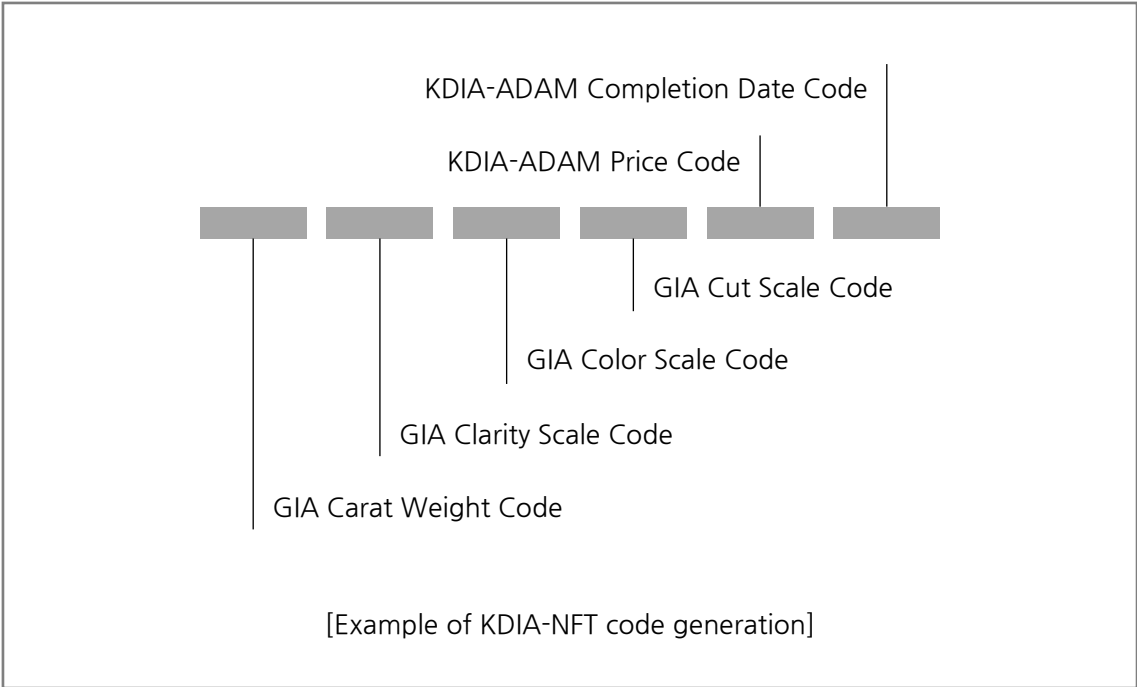 KDIA-ADAM Completion Date Code
KDIA-ADAM Price Code
GIA Cut Scale Code
GIA Color Scale Code
GIA Clarity Scale Code
GIA Carat Weight Code
[Example of KDIA-NFT code generation]